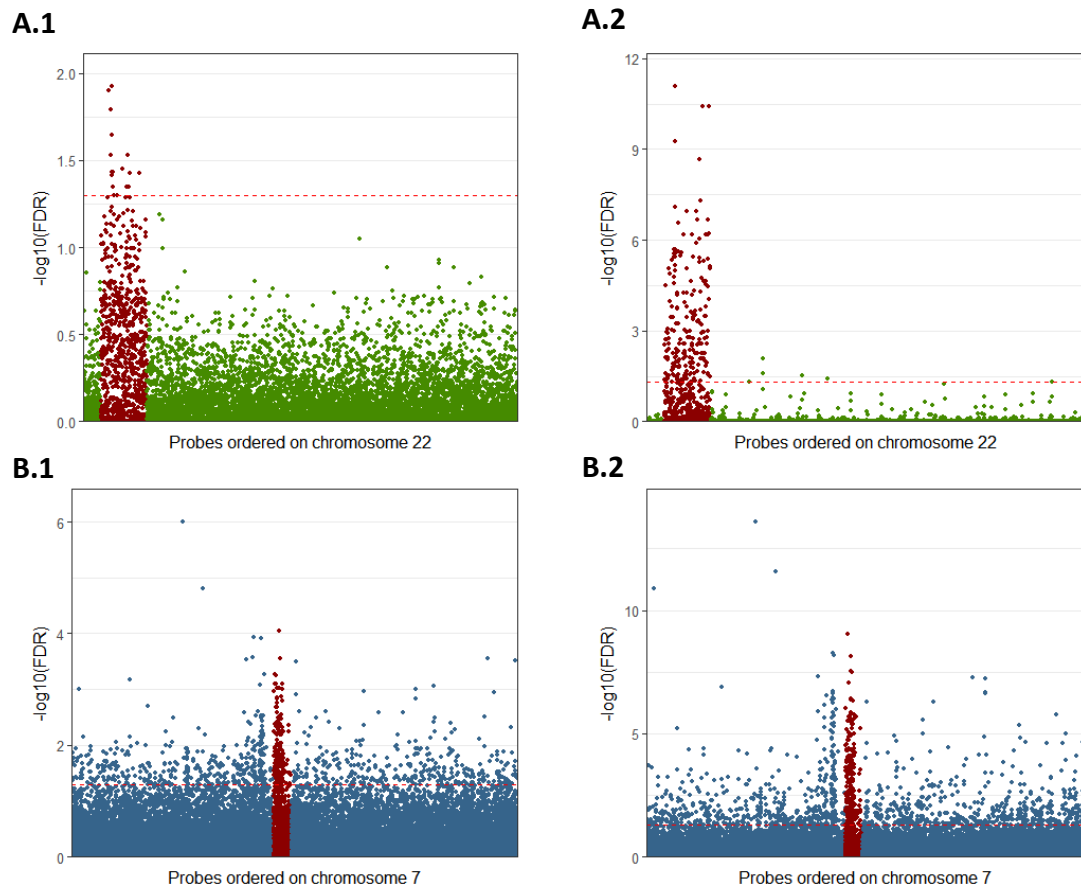 A.1
A.2
2.0
1.5
1.0
0.5
0.0
-log10(FDR)
Probes ordered on chromosome 22
12
9
6
3
0
-log10(FDR)
Probes ordered on chromosome 22
B.1
B.2
6
4
2
0
-log10(FDR)
Probes ordered on chromosome 7
10
5
0
-log10(FDR)
Probes ordered on chromosome 7